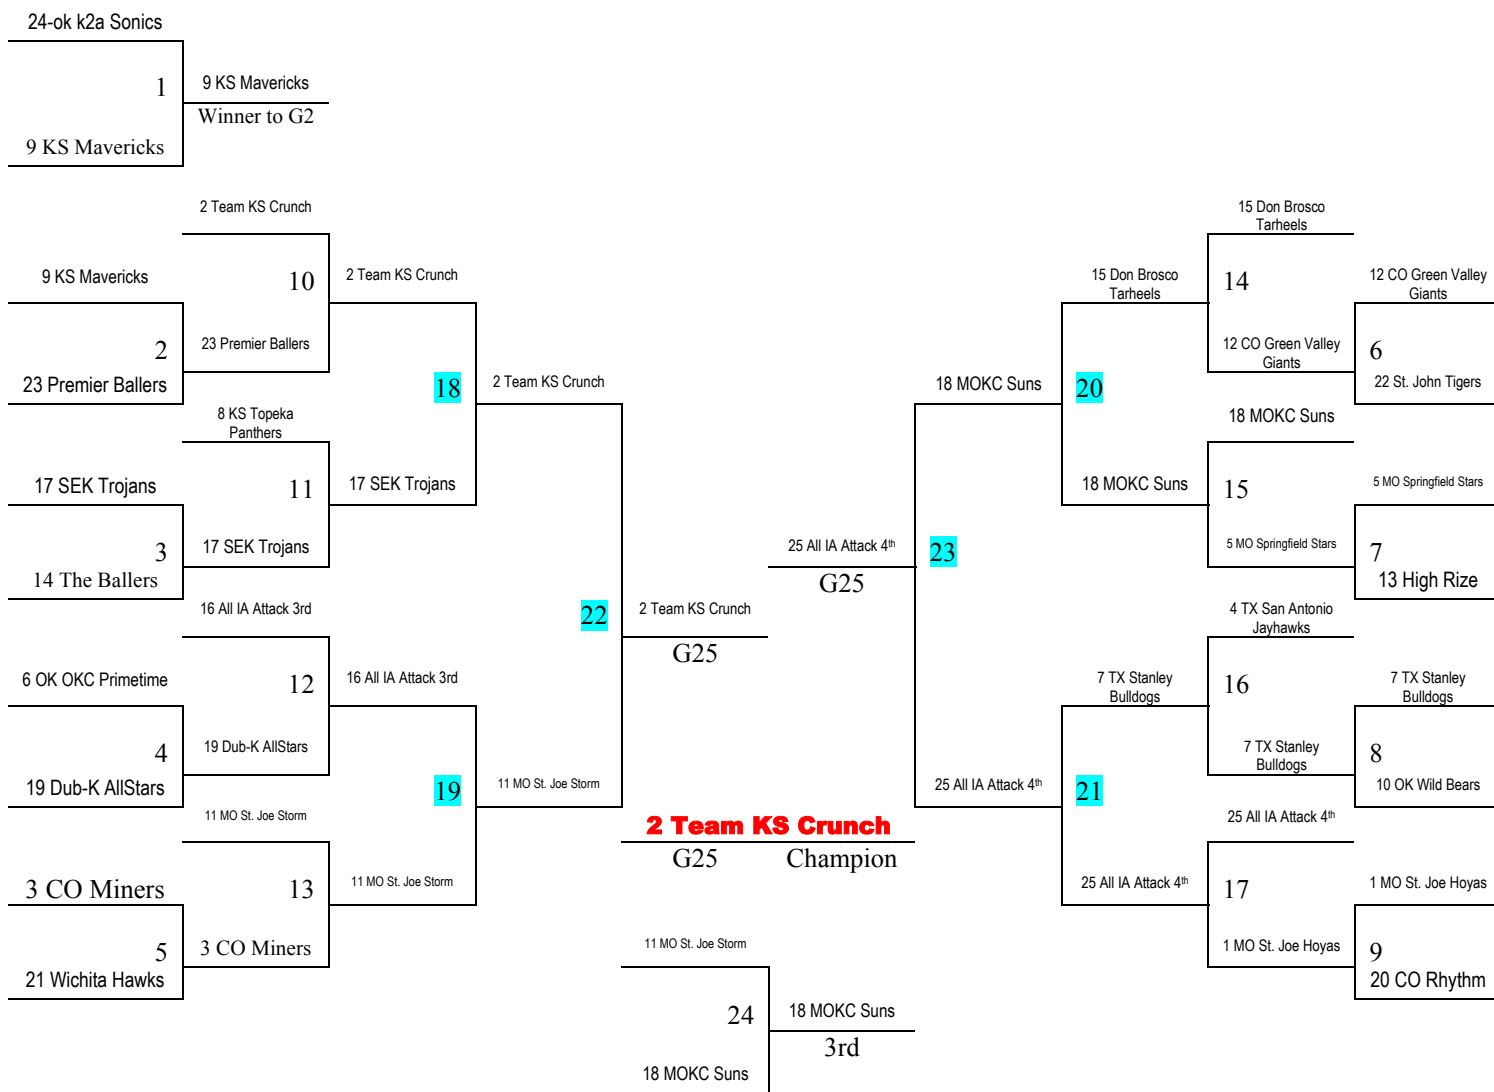 24-ok k2a Sonics
1
9 KS Mavericks
Winner to G2
9 KS Mavericks
2 Team KS Crunch
15 Don Brosco
Tarheels
9 KS Mavericks
10
2 Team KS Crunch
15 Don Brosco
Tarheels
14
12 CO Green Valley
Giants
2
23 Premier Ballers
12 CO Green Valley
Giants
6
23 Premier Ballers
18
2 Team KS Crunch
18 MOKC Suns
20
22 St. John Tigers
8 KS Topeka
Panthers
18 MOKC Suns
17 SEK Trojans
11
17 SEK Trojans
18 MOKC Suns
15
5 MO Springfield Stars
3
17 SEK Trojans
25 All IA Attack 4th
G25
23
5 MO Springfield Stars
7
14 The Ballers
13 High Rize
16 All IA Attack 3rd
22
2 Team KS Crunch
G25
4 TX San Antonio
Jayhawks
6 OK OKC Primetime
12
16 All IA Attack 3rd
7 TX Stanley
Bulldogs
16
7 TX Stanley
Bulldogs
4
19 Dub-K AllStars
7 TX Stanley
Bulldogs
8
19 Dub-K AllStars
19
11 MO St. Joe Storm
25 All IA Attack 4th
21
10 OK Wild Bears
11 MO St. Joe Storm
2 Team KS Crunch
G25
Champion
25 All IA Attack 4th
3 CO Miners
13
11 MO St. Joe Storm
25 All IA Attack 4th
17
1 MO St. Joe Hoyas
5
3 CO Miners
11 MO St. Joe Storm
1 MO St. Joe Hoyas
9
21 Wichita Hawks
20 CO Rhythm
24
18 MOKC Suns
3rd
18 MOKC Suns